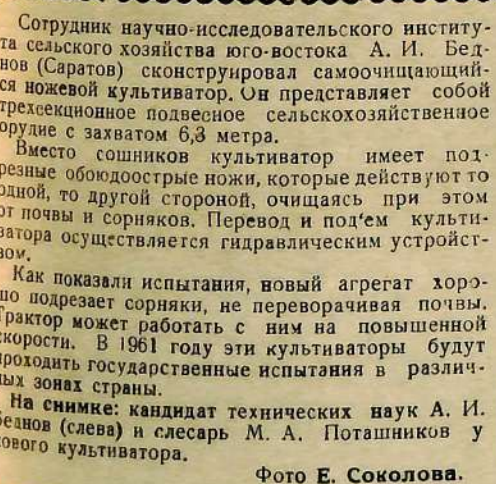 Сотрудник научно-исследовательского институ-
та сельского хозяйства юго-востока А. И. Бед-
нов (Саратов) сконструировал самоочищающий-
ся ножевой культиватор. Он представляет собой
трехсекционное подвесное сельскохозяйственное
орудие с захватом 6,3 метра.
Вместо сошников культиватор имеет под-
резные обоюдоострые ножи, которые действуют то
одной, то другой стороной, очищаясь при этом
от почвы и сорняков. Перевод и под'ем культи-
ватора осуществляется гидравлическим устройст-
вом.
Как показали испытания, новый агрегат хоро-
шо подрезает сорняки, не переворачивая почвы.
Трактор может работать с ним на повышенной
скорости. В 1961 году эти культиваторы будут
проходить государственные испытания в различ-
ных зонах страны.
На снимке: кандидат технических наук А. И.
Беднов (слева) и слесарь М. А. Поташников у
нового культиватора.
Фото Е. Соколова.